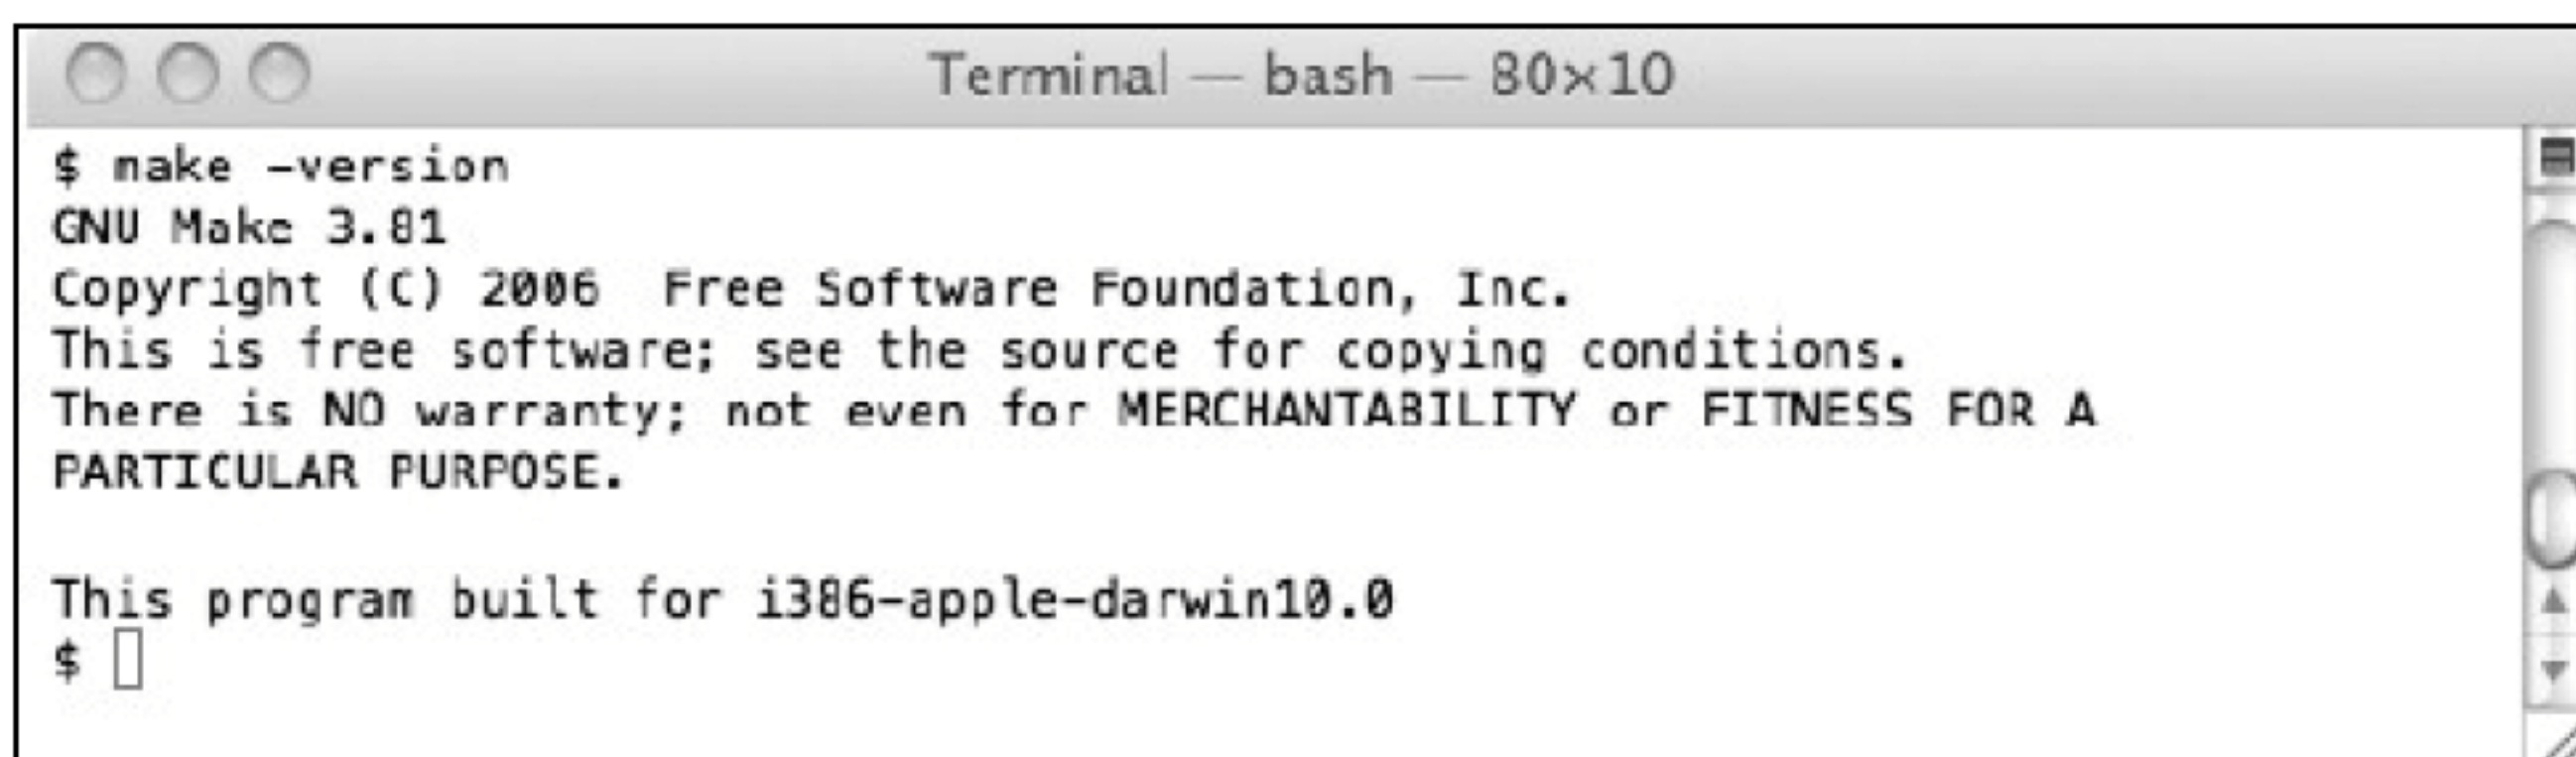 Terminal — bash — 80×10
$ make –version
GNU Make 3.81
Copyright (C) 2006  Free Software Foundation, Inc.
This is free software; see the source for copying conditions.
There is NO warranty; not even for MERCHANTABILITY or FITNESS FOR A
PARTICULAR PURPOSE.
This program built for i386-apple-darwin10.0
$